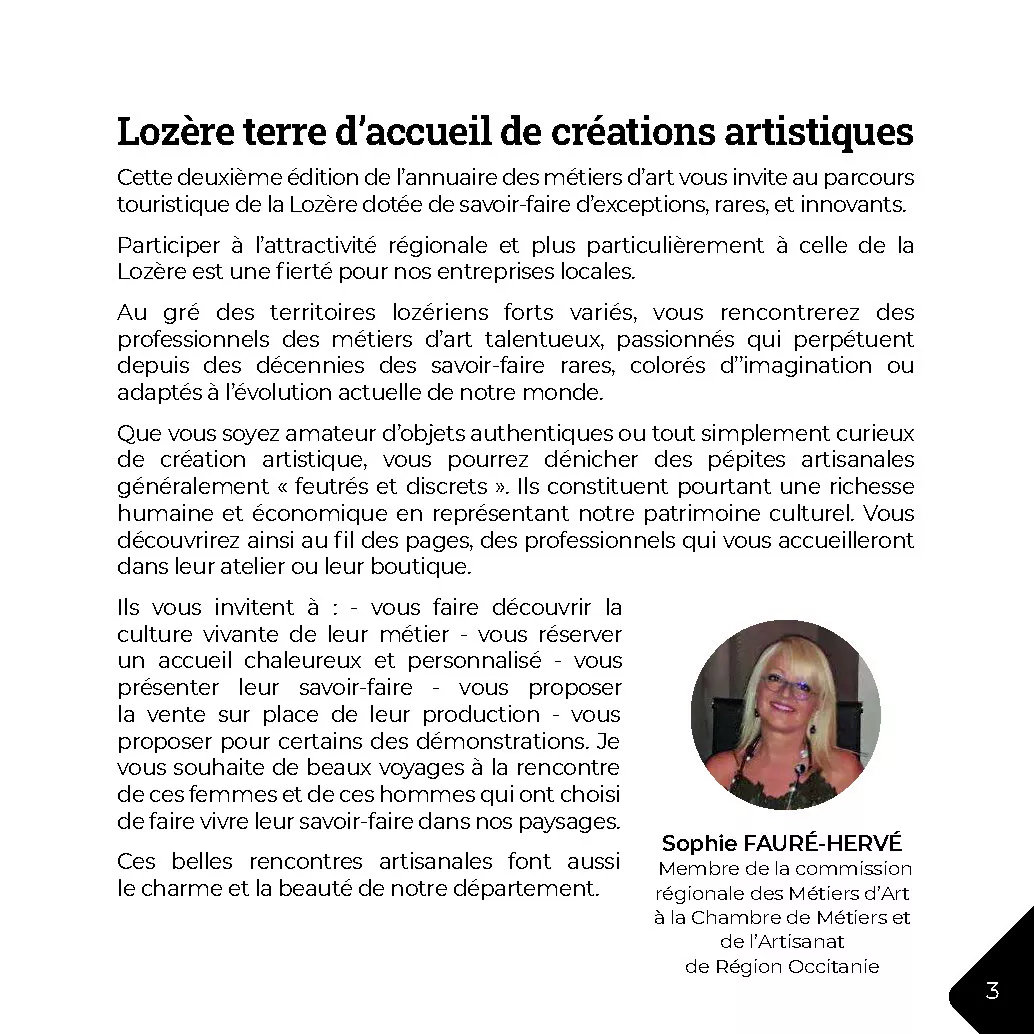 Lozère terre d’accueil de créations artistiques
Cette deuxième édition de l’annuaire des métiers d’art vous invite au parcours
touristique de la Lozère dotée de savoir-faire d’exceptions, rares, et innovants.
Participer à l’attractivité régionale et plus particulièrement à celle de la
Lozère est une fierté pour nos entreprises locales.
Au gré des territoires lozériens forts variés, vous rencontrerez des
professionnels des métiers d’art talentueux, passionnés qui perpétuent
depuis des décennies des savoir-faire rares, colorés d’’imagination ou
adaptés à l’évolution actuelle de notre monde.
Que vous soyez amateur d’objets authentiques ou tout simplement curieux
de création artistique, vous pourrez dénicher des pépites artisanales
généralement « feutrés et discrets ». Ils constituent pourtant une richesse
humaine et économique en représentant notre patrimoine culturel. Vous
découvrirez ainsi au fil des pages, des professionnels qui vous accueilleront
dans leur atelier ou leur boutique.
Ils vous invitent à : - vous faire découvrir la
culture vivante de leur métier - vous réserver
un accueil chaleureux et personnalisé - vous
présenter leur savoir-faire - vous proposer
la vente sur place de leur production - vous
proposer pour certains des démonstrations. Je
vous souhaite de beaux voyages à la rencontre
de ces femmes et de ces hommes qui ont choisi
de faire vivre leur savoir-faire dans nos paysages.
Ces belles rencontres artisanales font aussi
le charme et la beauté de notre département.
Sophie FAURÉ-HERVÉ
Membre de la commission
régionale des Métiers d’Art
à la Chambre de Métiers et
de l’Artisanat
de Région Occitanie
3